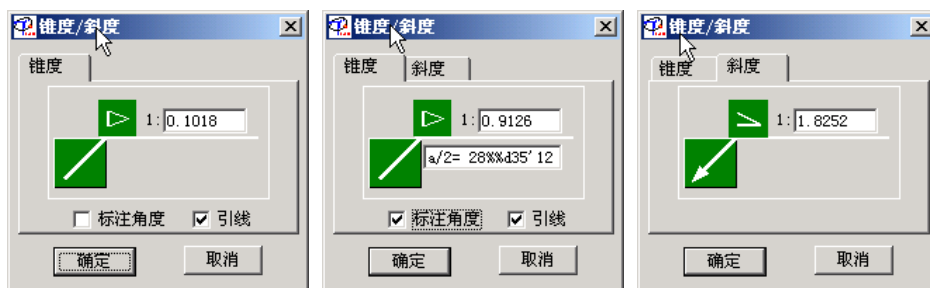 锥度/斜度
锥度
1: 0.1018
标注角度 引线
确定 取消
锥度/斜度
锥度 斜度
1: 0.9126
a/2= 28%%d35'12
标注角度 引线
确定 取消
锥度/斜度
锥度 斜度
1: 1.8252
确定 取消